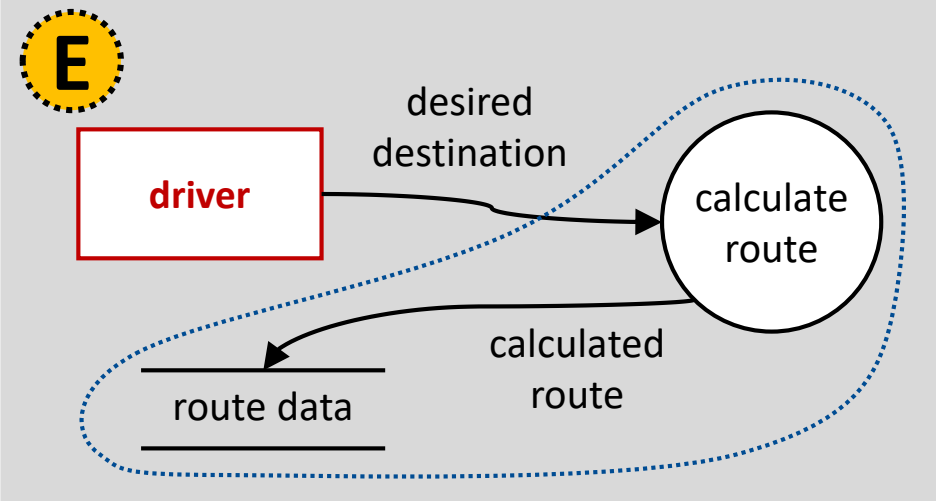 E
desired
destination
driver
calculate
route
calculated
route
route data